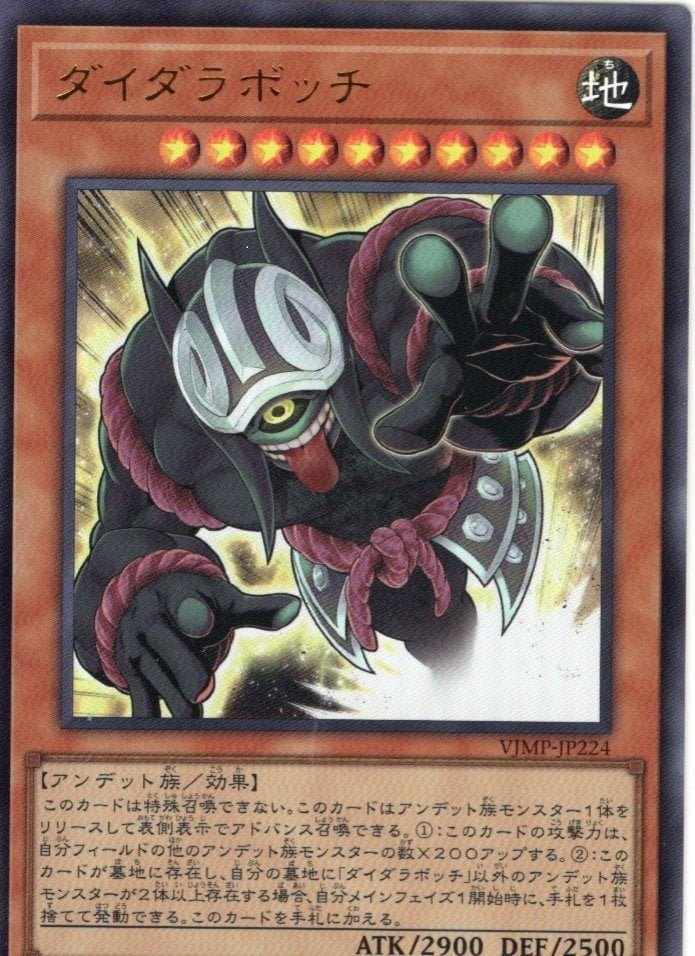 ダイダラボッチ
地
VJMP-JP224
【アンデット族／効果】
このカードは特殊召喚できない。このカードはアンデット族モンスター1体を
リリースして表側表示でアドバンス召喚できる。①：このカードの攻撃力は、
自分フィールドの他のアンデット族モンスターの数×200アップする。②：この
カードが墓地に存在し、自分の墓地に「ダイダラボッチ」以外のアンデット族
モンスターが2体以上存在する場合、自分メインフェイズ1開始時に、手札を1枚
捨てて発動できる。このカードを手札に加える。
ATK/2900 DEF/2500